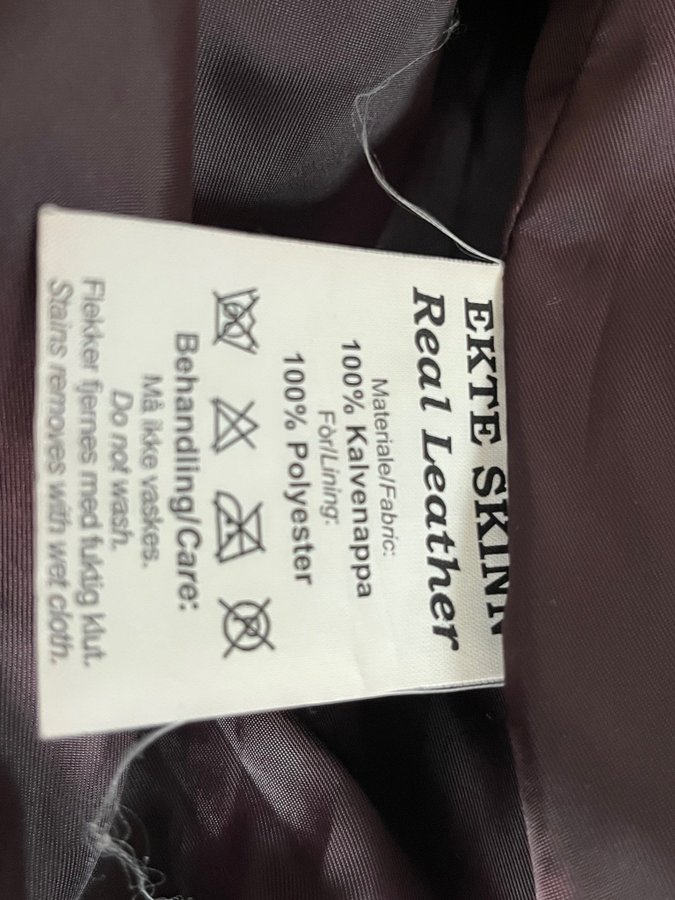 EKTE SKINN
Real Leather
Materiale/Fabric:
100% Kalvenappa
Fòr/Lining:
100% Polyester
Behandling/Care:
Må ikke vaskes.
Do not wash.
Flekker fjernes med fuktig klut.
Stains removes with wet cloth.